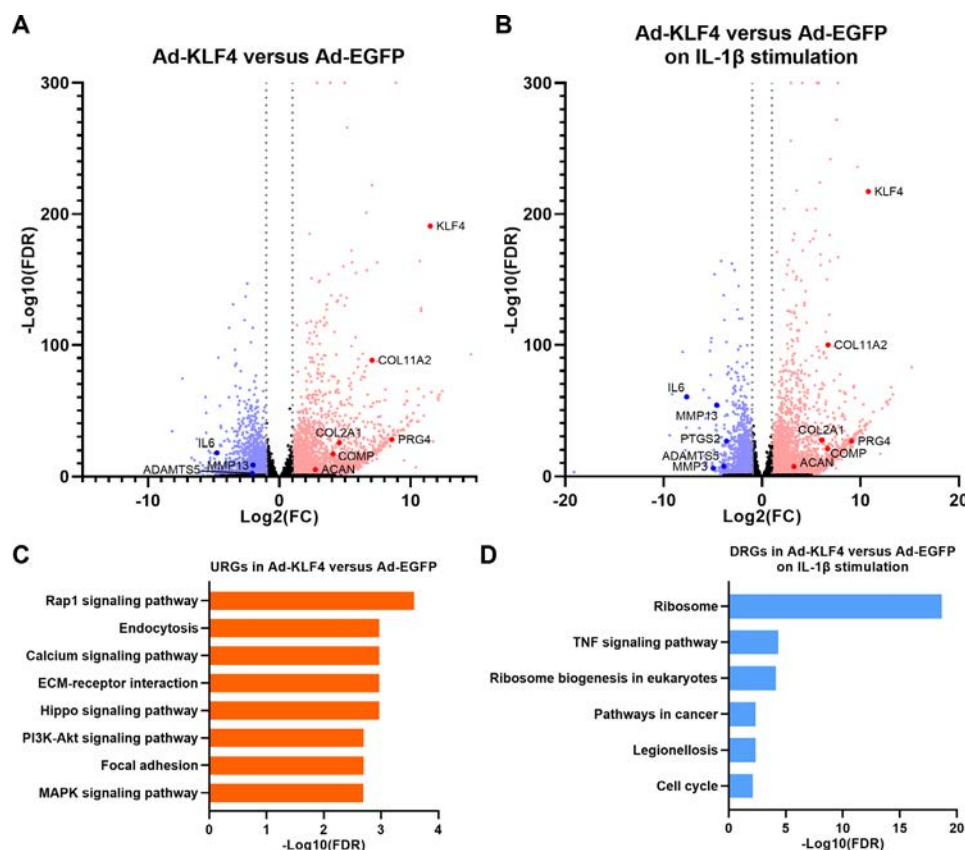 A
Ad-KLF4 versus Ad-EGFP
300
200
100
0
-Log10(FDR)
-10
0
10
Log2(FC)
KLF4
COL11A2
COL2A1
PRG4
COMP
ACAN
IL6
MMP13
ADAMTS5
B
Ad-KLF4 versus Ad-EGFP
on IL-1β stimulation
300
200
100
0
-Log10(FDR)
-20
-10
0
10
20
Log2(FC)
KLF4
COL11A2
COL2A1
PRG4
COMP
ACAN
IL6
MMP13
PTGS2
ADAMTS5
MMP31
C
URGs in Ad-KLF4 versus Ad-EGFP
Rap1 signaling pathway
Endocytosis
Calcium signaling pathway
ECM-receptor interaction
Hippo signaling pathway
PI3K-Akt signaling pathway
Focal adhesion
MAPK signaling pathway
0
1
2
3
4
-Log10(FDR)
D
DRGs in Ad-KLF4 versus Ad-EGFP
on IL-1β stimulation
Ribosome
TNF signaling pathway
Ribosome biogenesis in eukaryotes
Pathways in cancer
Legionellosis
Cell cycle
0
5
10
15
20
-Log10(FDR)